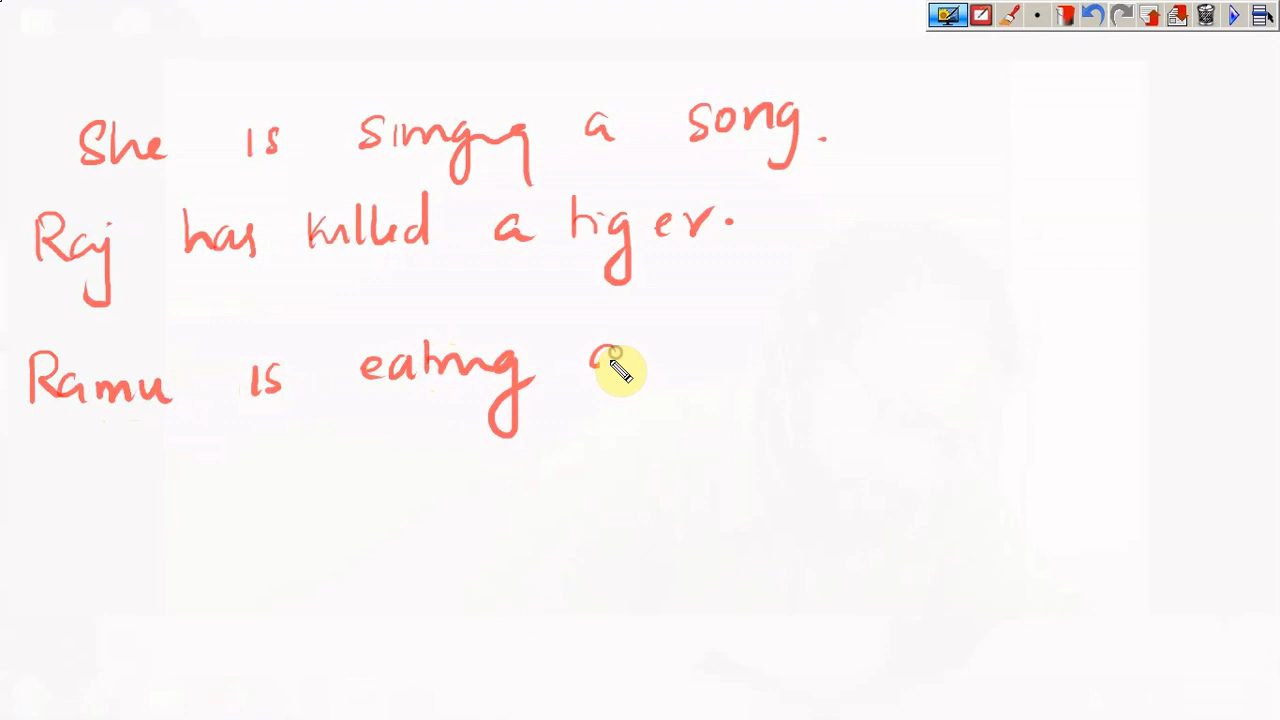 She is singing a song.
Raj has killed a tiger.
Ramu is eating